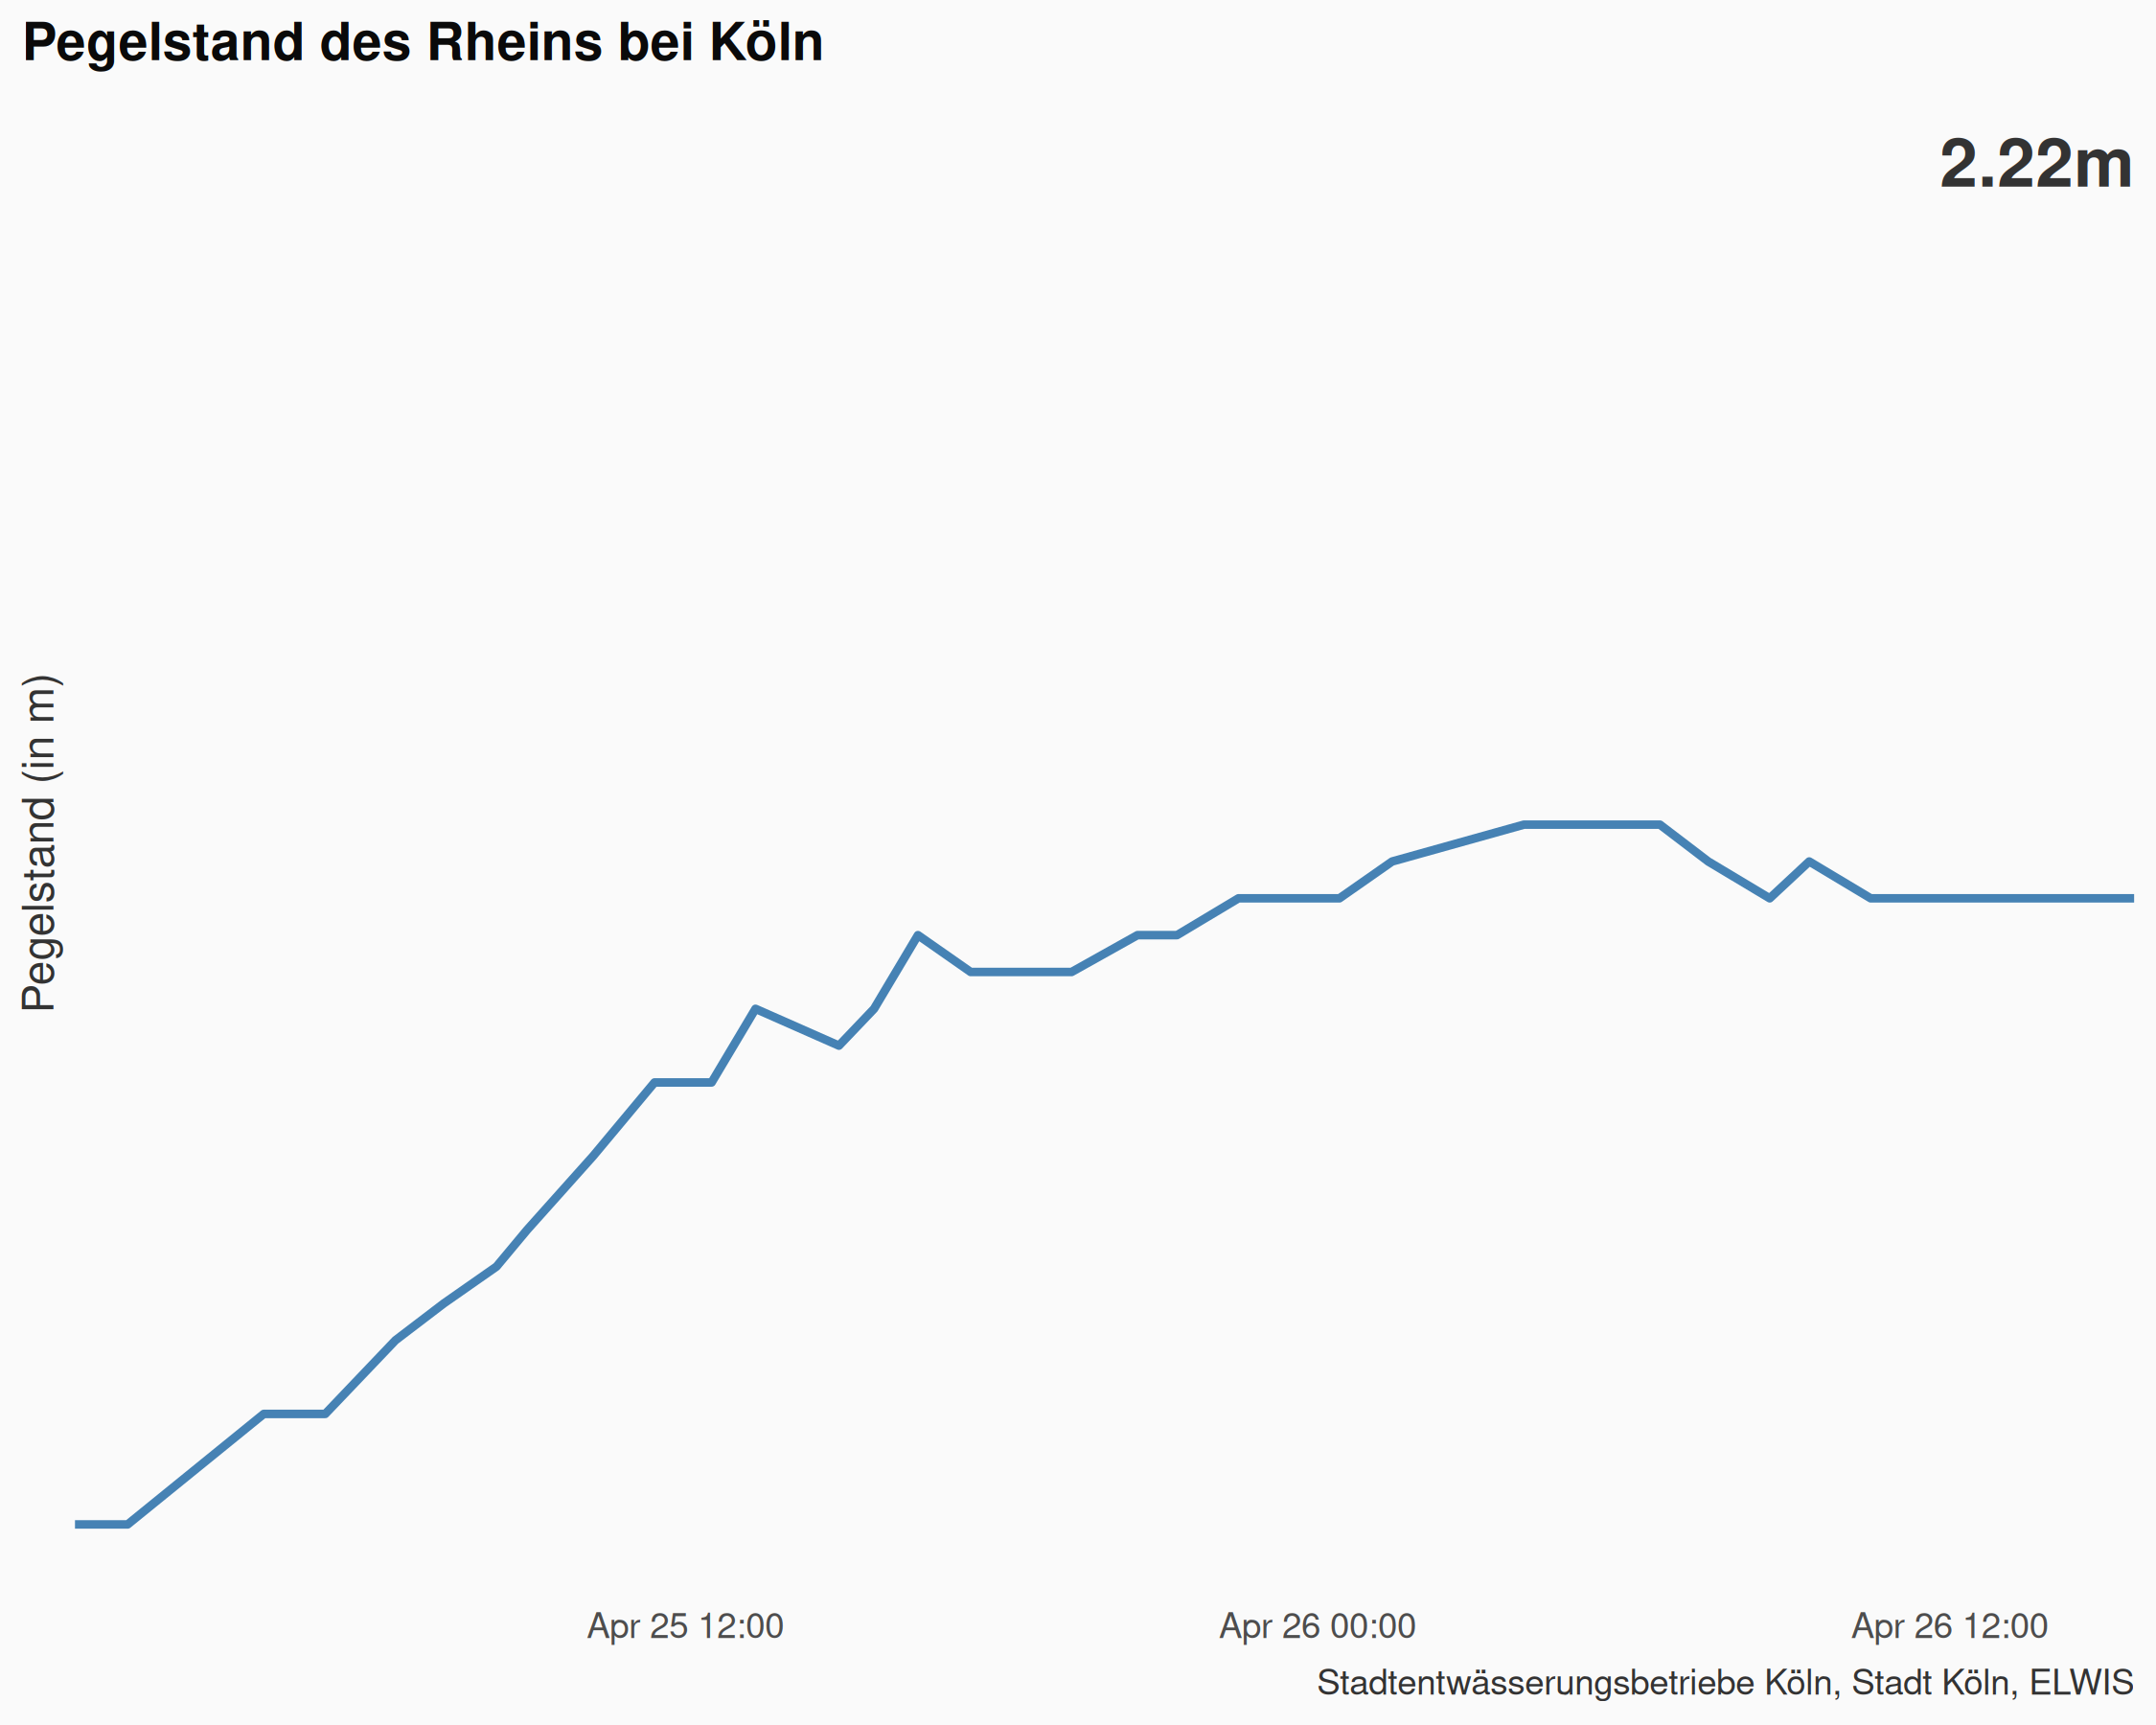 Pegelstand des Rheins bei Köln
2.22m
Pegelstand (in m)
Apr 25 12:00
Apr 26 00:00
Apr 26 12:00
Stadtentwässerungsbetriebe Köln, Stadt Köln, ELWIS